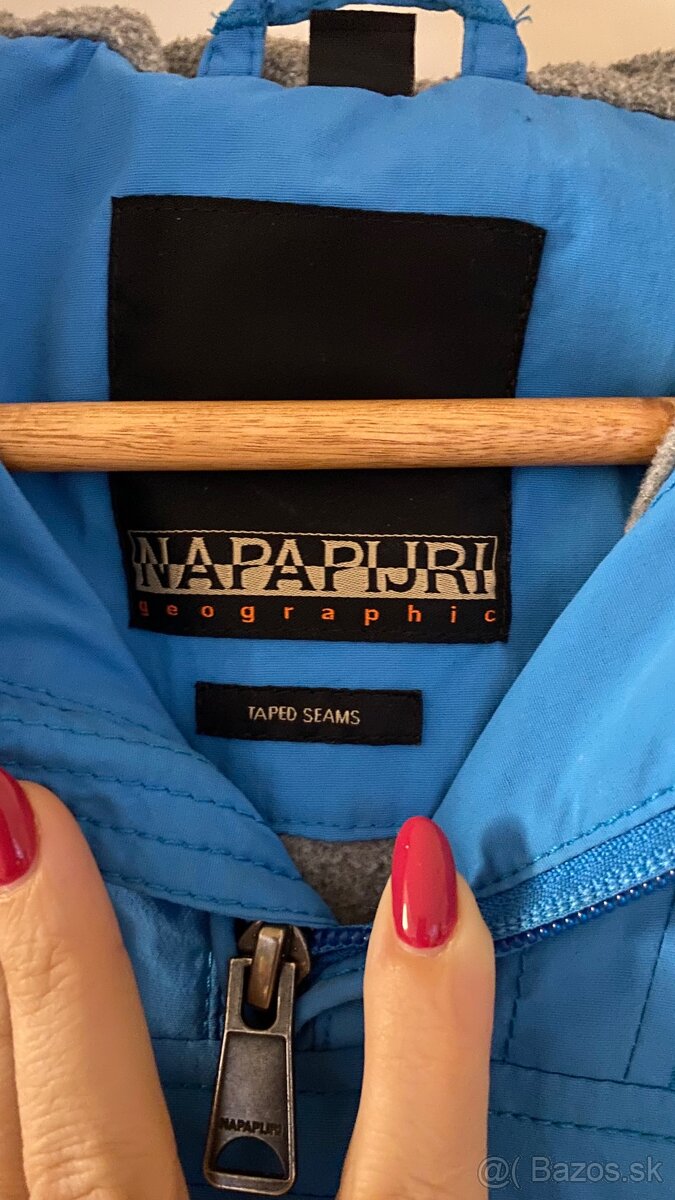 NAPAPIJRI
geographic
TAPED SEAMS
NAPAPIJRI
@( Bazos.sk